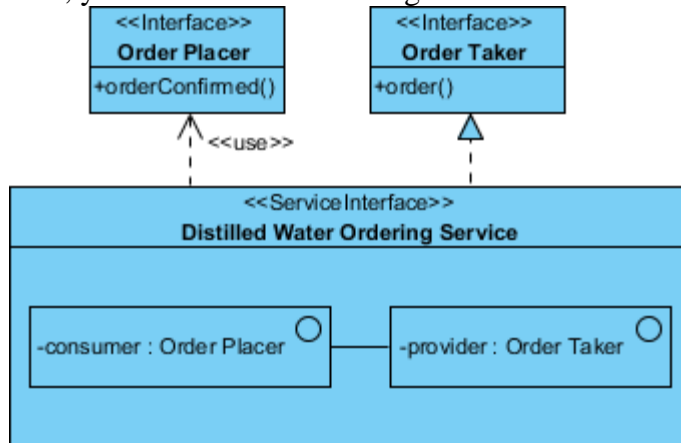 <<Interface>>
Order Placer
+orderConfirmed()
<<Interface>>
Order Taker
+order()
<<use>>
<<ServiceInterface>>
Distilled Water Ordering Service
-consumer : Order Placer
-provider : Order Taker